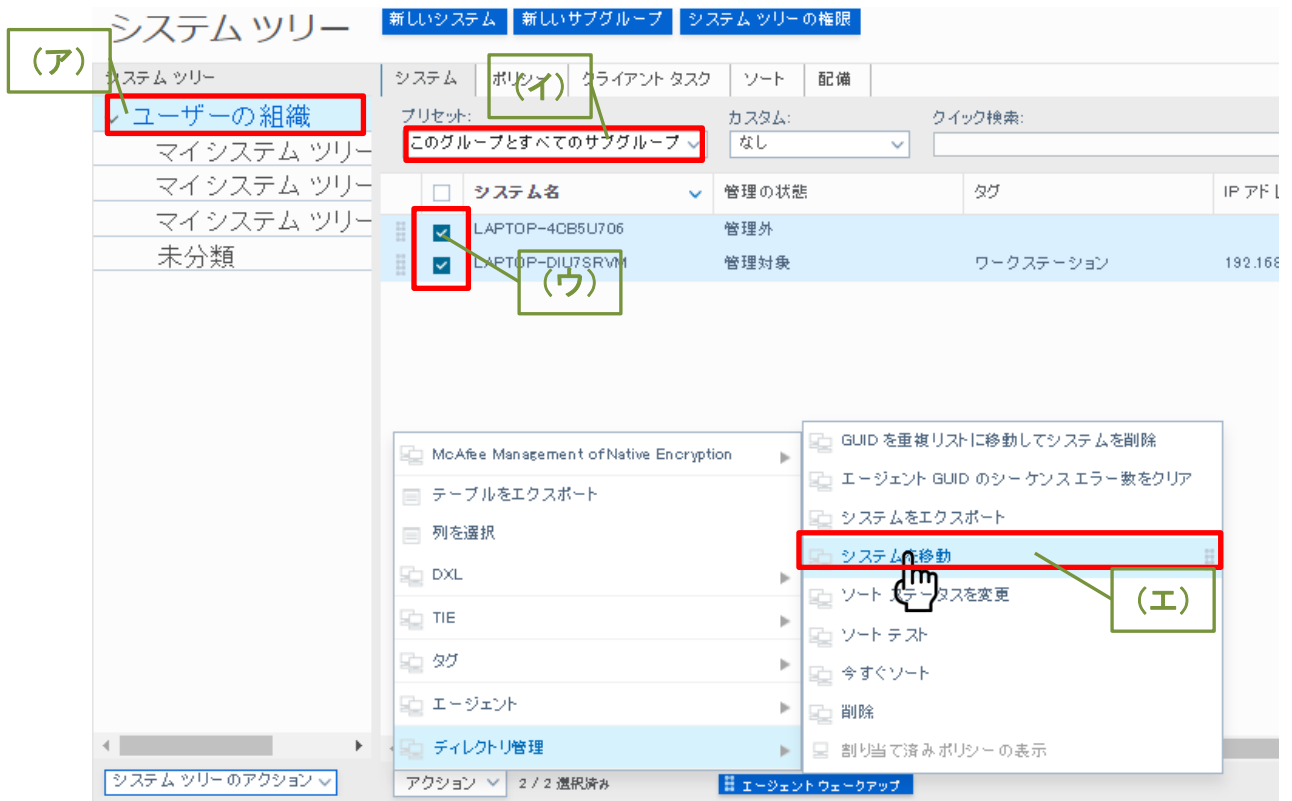 システム ツリー
新しいシステム
新しいサブグループ
システム ツリーの権限
(ア)
システム ツリー
システム
ポリシー
クライアント タスク
ソート
配備
(イ)
ユーザーの組織
プリセット:
カスタム:
クイック検索:
このグループとすべてのサブグループ
なし
マイ システム ツリー
マイ システム ツリー
マイ システム ツリー
未分類
システム名
管理の状態
タグ
IP アドレ
LAPTOP-4CB5U706
管理外
LAPTOP-DIU7SRVM
管理対象
ワークステーション
192.168
(ウ)
McAfee Management of Native Encryption
テーブルをエクスポート
列を選択
DXL
TIE
タグ
エージェント
ディレクトリ管理
GUID を重複リストに移動してシステムを削除
エージェント GUID のシーケンス エラー数をクリア
システムをエクスポート
システムを移動
(エ)
ソート ステータスを変更
ソート テスト
今すぐソート
削除
割り当て済みポリシーの表示
システム ツリーのアクション
アクション
2 / 2 選択済み
エージェント ウェークアップ